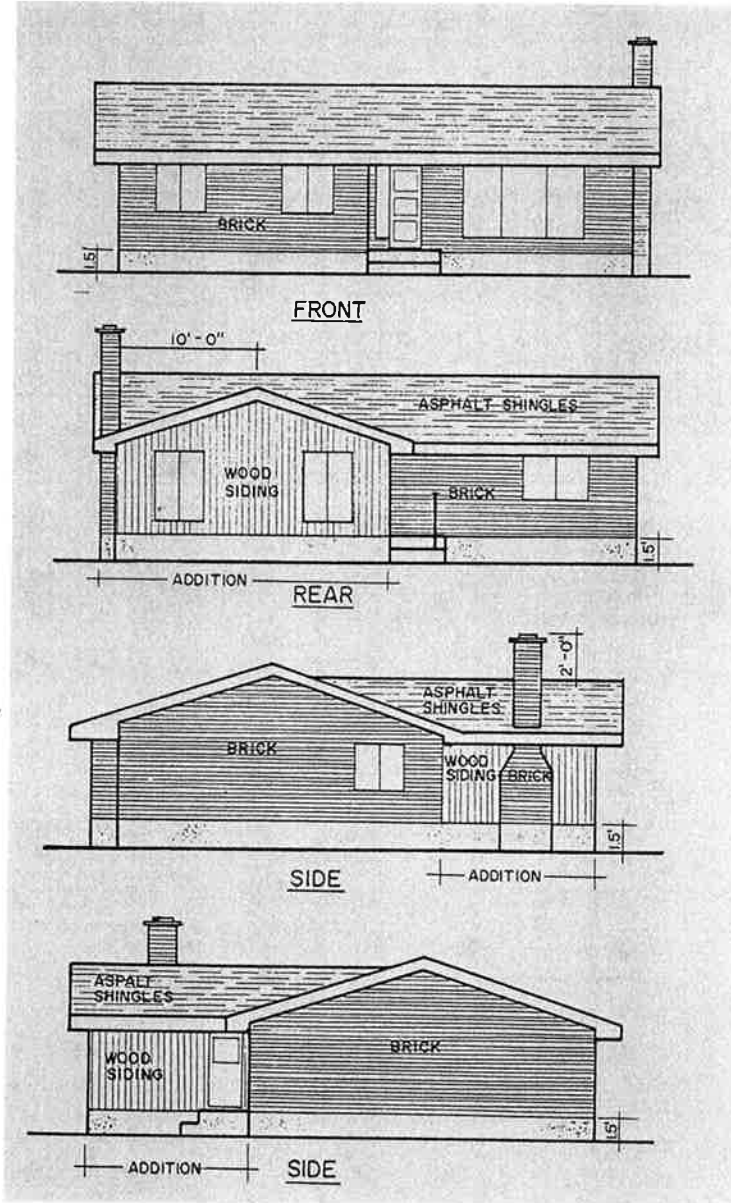 BRICK
1.5'
FRONT
10'-0"
ASPHALT SHINGLES
WOOD
SIDING
BRICK
1.5'
ADDITION
REAR
2'-0"
ASPHALT
SHINGLES
BRICK
WOOD
SIDING
BRICK
1.5'
SIDE
ADDITION
ASPALT
SHINGLES
BRICK
WOOD
SIDING
1.5'
ADDITION
SIDE